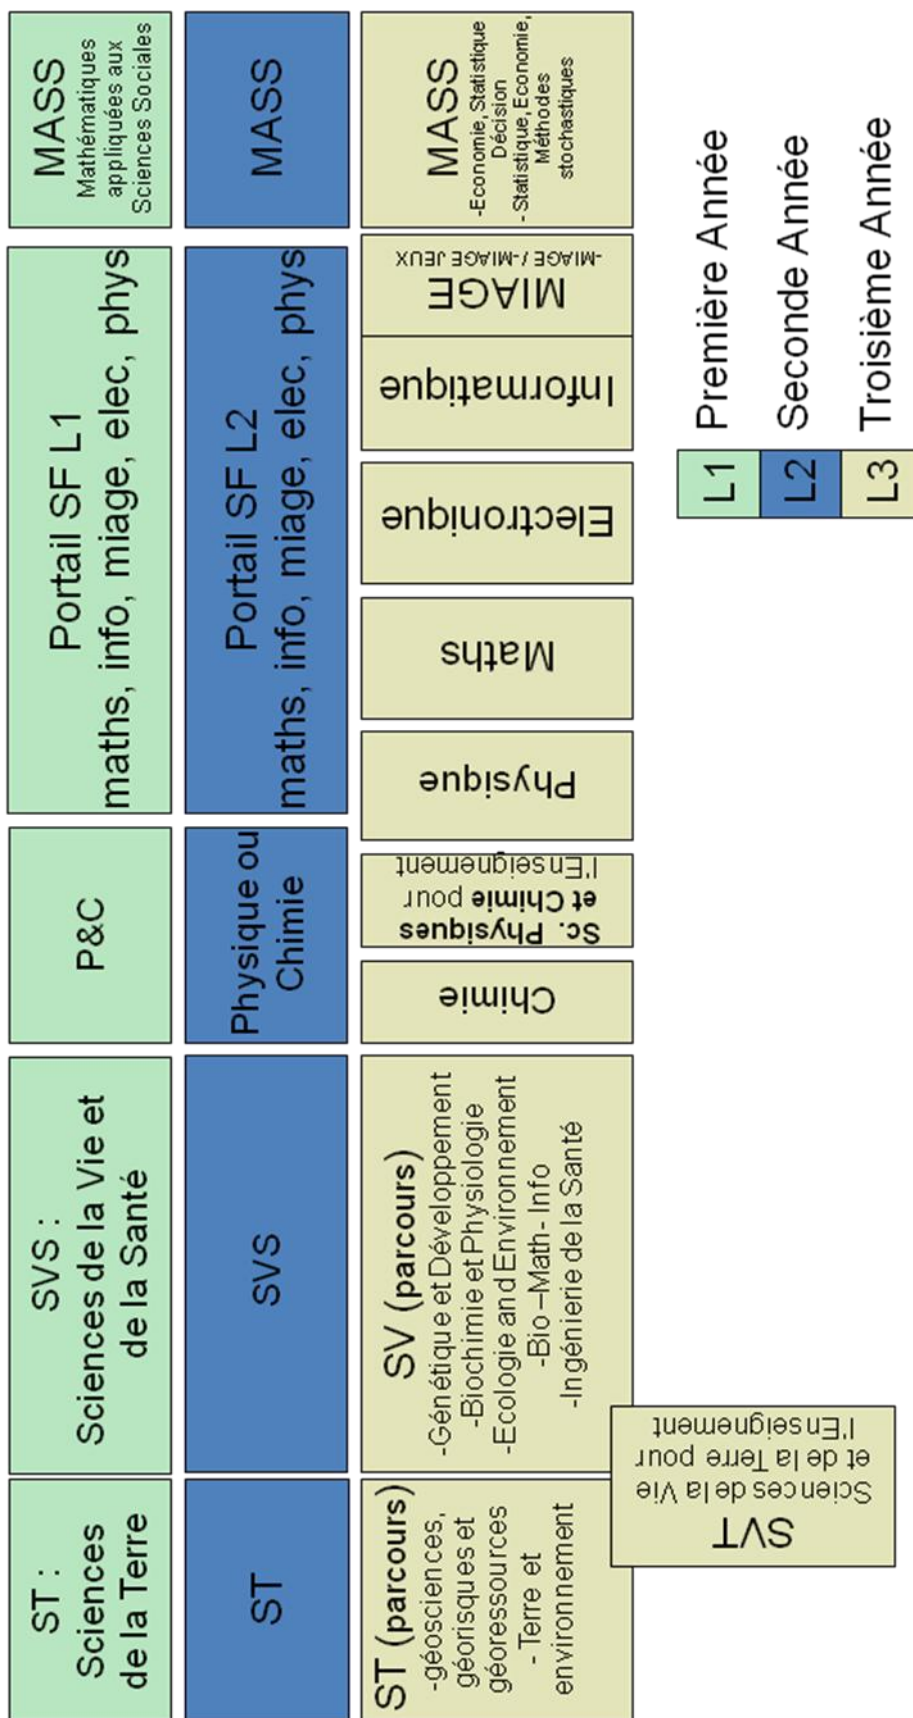 ST :
Sciences
de la Terre
SVS :
Sciences de la Vie et
de la Santé
P&C
Portail SF L1
maths, info, miage, elec, phys
MASS
Mathématiques
appliquées aux
Sciences Sociales
ST
SVS
Physique ou
Chimie
Portail SF L2
maths, info, miage, elec, phys
MASS
ST (parcours)
-géosciences,
géorisques et
géoressources
- Terre et
environnement
SV (parcours)
-Génétique et Développement
-Biochimie et Physiologie
-Ecologie and Environnement
-Bio –Math- Info
-Ingénierie de la Santé
Chimie
Sc. Physiques
et Chimie pour
l'Enseignement
Physique
Maths
Electronique
Informatique
MIAGE
-MIAGE / -MIAGE JEUX
MASS
-Economie, Statistique
Décision
- Statistique, Economie,
Méthodes
stochastiques
SVT
Sciences de la Vie
et de la Terre pour
l'Enseignement
L1 Première Année
L2 Seconde Année
L3 Troisième Année